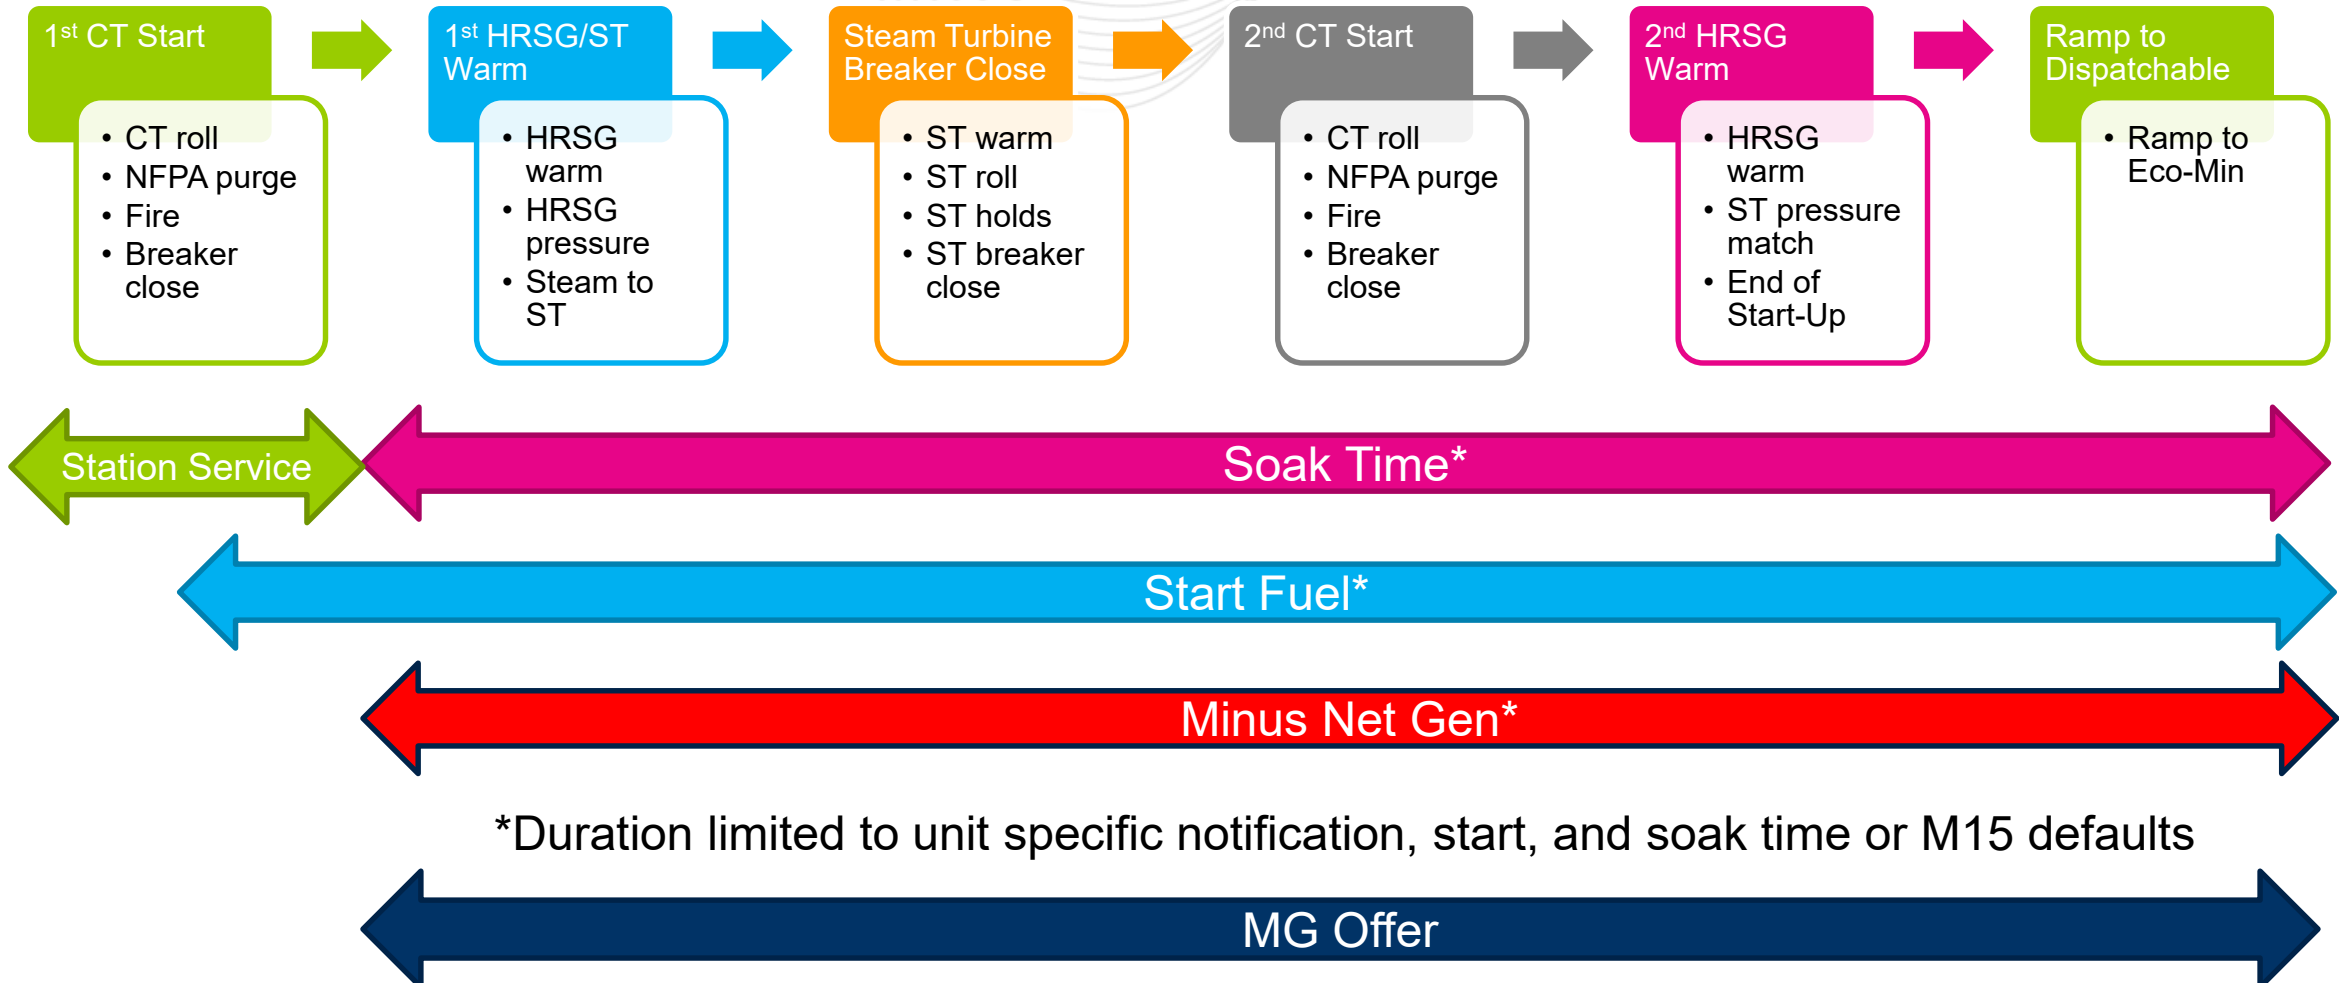 1st CT Start
• CT roll
• NFPA purge
• Fire
• Breaker
close
1st HRSG/ST
Warm
• HRSG
warm
• HRSG
pressure
• Steam to
ST
Steam Turbine
Breaker Close
• ST warm
• ST roll
• ST holds
• ST breaker
close
2nd CT Start
• CT roll
• NFPA purge
• Fire
• Breaker
close
2nd HRSG
Warm
• HRSG
warm
• ST pressure
match
• End of
Start-Up
Ramp to
Dispatchable
• Ramp to
Eco-Min
Station Service
Soak Time*
Start Fuel*
Minus Net Gen*
*Duration limited to unit specific notification, start, and soak time or M15 defaults
MG Offer